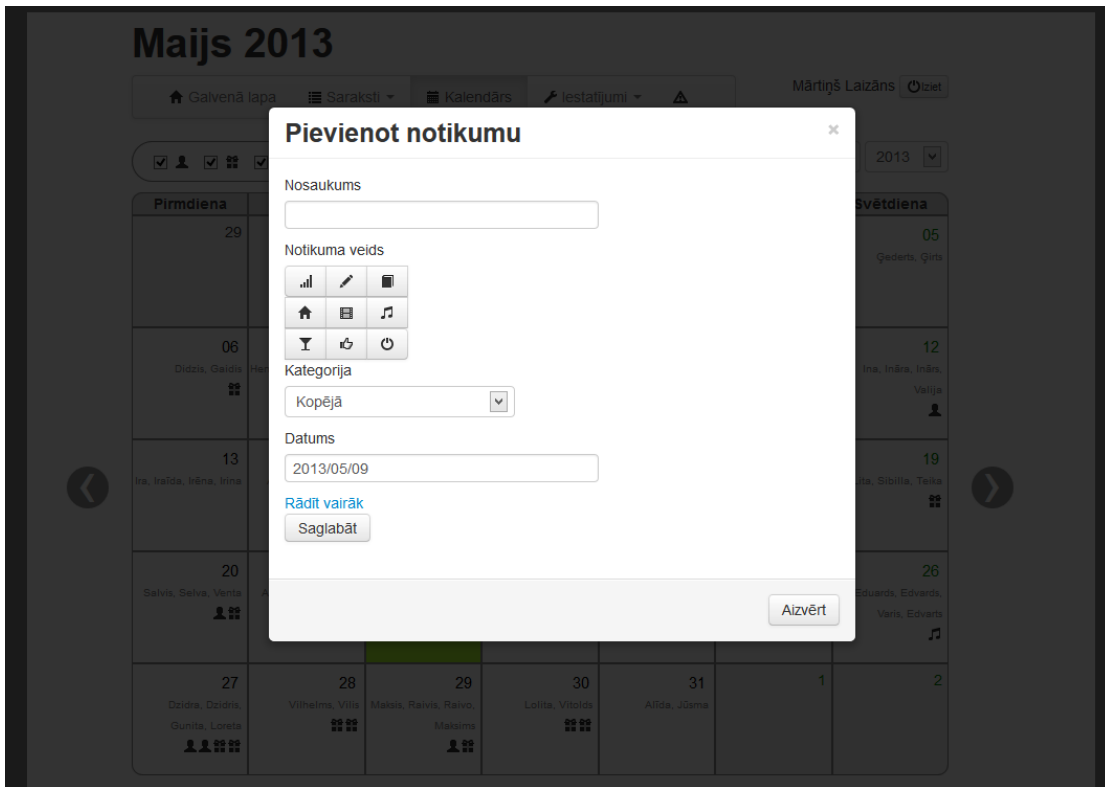 Maijs 2013
Mārtiņš Laizāns Iziet
Galvenā lapa Saraksti Kalendārs Iestatījumi
Pievienot notikumu ×
2013
Nosaukums
Pirmdiena Svētdiena
29 05
Ģederts, Ģirts
Notikuma veids
06 12
Didzis, Gaidis Hen Ina, Ināra, Inārs,
Valija
Kategorija
Kopējā
Datums
13 19
2013/05/09
Ira, Iraīda, Irēna, Irina Lita, Sibilla, Teika
Rādīt vairāk
Saglabāt
20 26
Salvis, Selva, Venta A Eduards, Edvards,
Varis, Edvarts
Aizvērt
27 28 29 30 31 1 2
Dzidra, Dzidris, Vilhelms, Vilis Maksis, Raivis, Raivo, Lolita, Vitolds Alīda, Jūsma
Gunita, Loreta Maksims